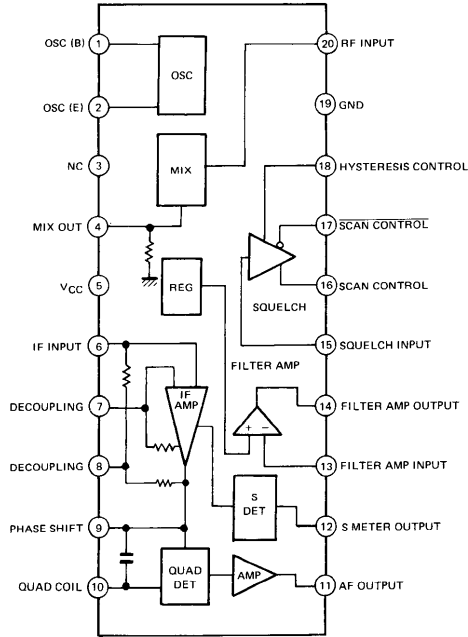 OSC (B) 1
OSC (E) 2
NC 3
MIX OUT 4
VCC 5
IF INPUT 6
DECOUPLING 7
DECOUPLING 8
PHASE SHIFT 9
QUAD COIL 10
OSC
MIX
REG
SQUELCH
FILTER AMP
IF
AMP
+ −
S
DET
QUAD
DET
AMP
20 RF INPUT
19 GND
18 HYSTERESIS CONTROL
17 SCAN CONTROL
16 SCAN CONTROL
15 SQUELCH INPUT
14 FILTER AMP OUTPUT
13 FILTER AMP INPUT
12 S METER OUTPUT
11 AF OUTPUT